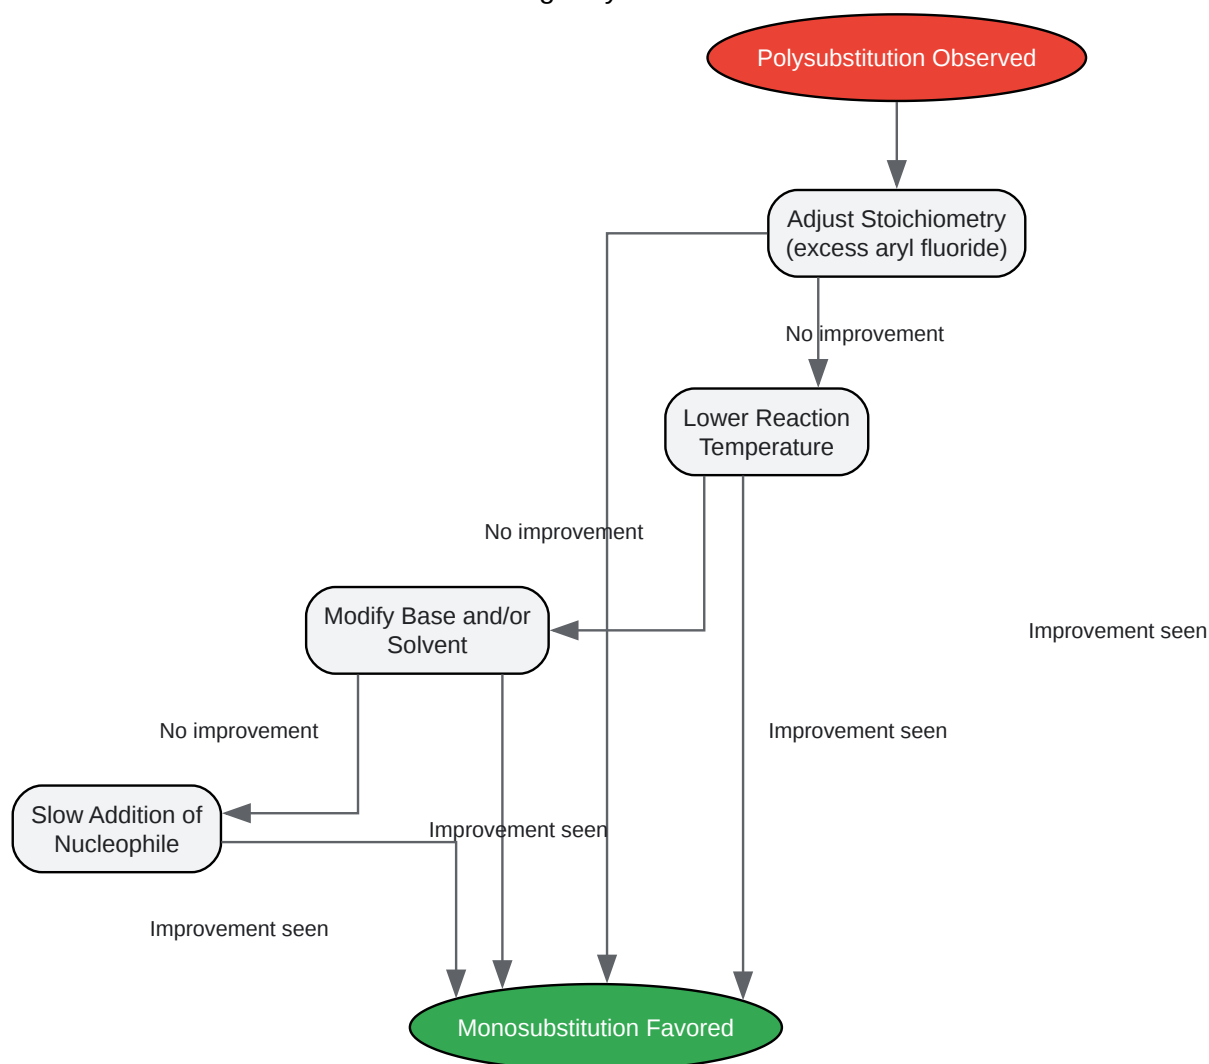 Polysubstitution Observed
Adjust Stoichiometry
(excess aryl fluoride)
No improvement
Lower Reaction
Temperature
No improvement
Modify Base and/or
Solvent
Improvement seen
No improvement
Improvement seen
Slow Addition of
Nucleophile
Improvement seen
Improvement seen
Monosubstitution Favored